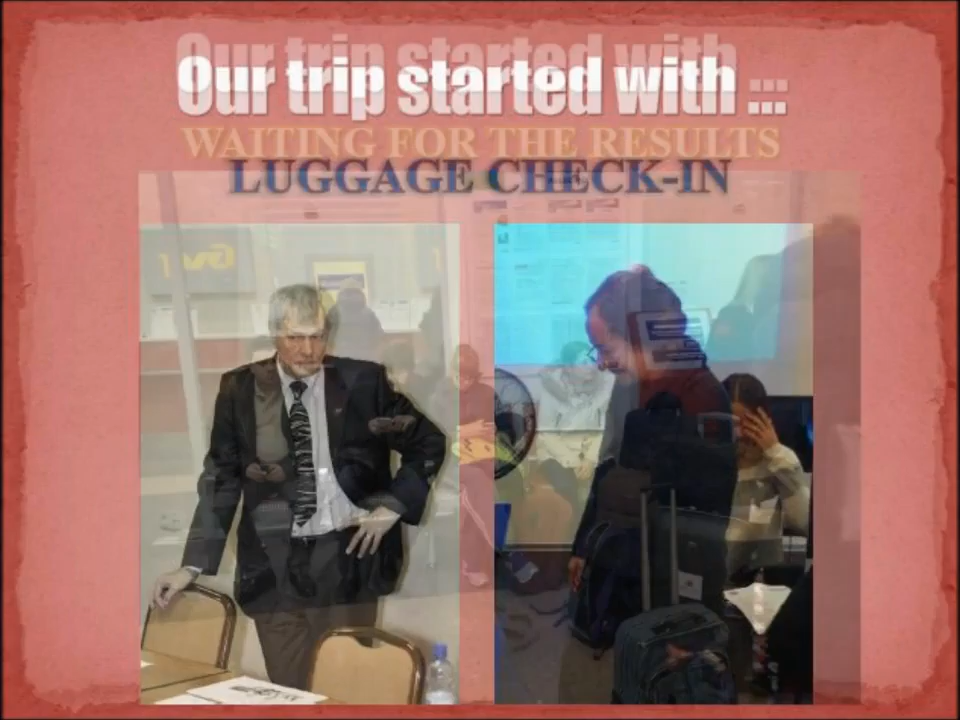 Our trip started with :::
WAITING FOR THE RESULTS
LUGGAGE CHECK-IN